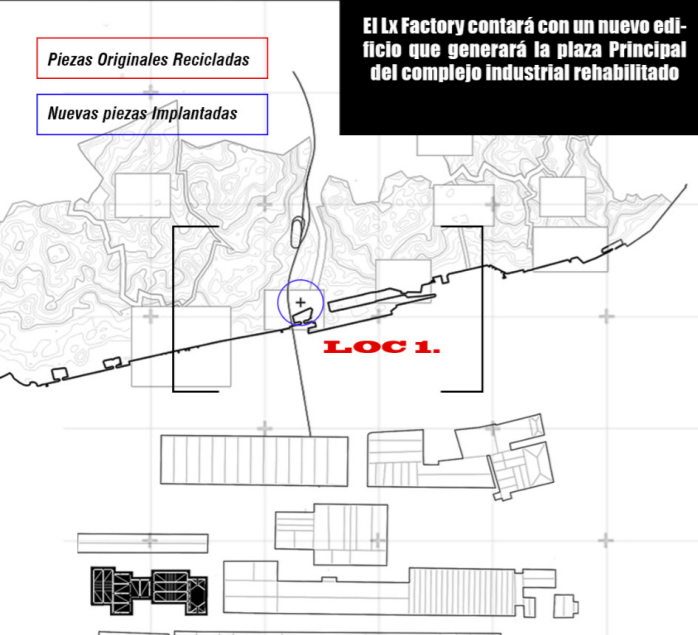 El Lx Factory contará con un nuevo edi-
ficio que generará la plaza Principal
del complejo industrial rehabilitado
Piezas Originales Recicladas
Nuevas piezas Implantadas
LOC 1.